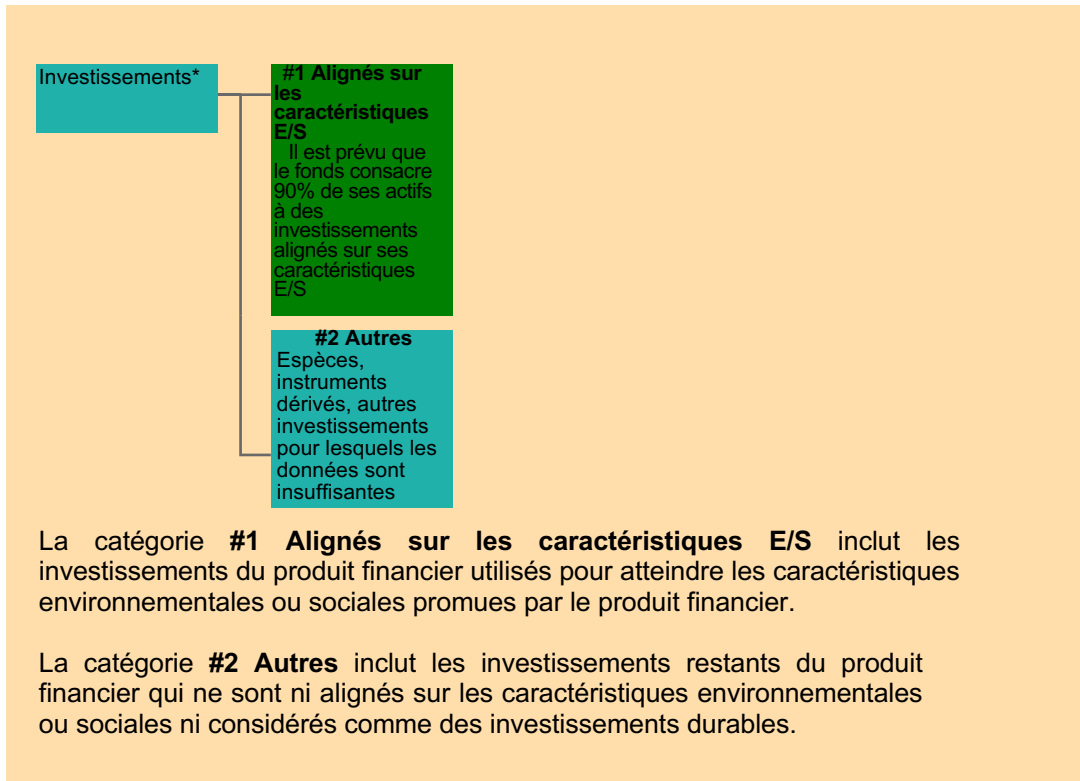 Investissements*
#1 Alignés sur
les
caractéristiques
E/S
Il est prévu que
le fonds consacre
90% de ses actifs
à des
investissements
alignés sur ses
caractéristiques
E/S
#2 Autres
Espèces,
instruments
dérivés, autres
investissements
pour lesquels les
données sont
insuffisantes
La catégorie #1 Alignés sur les caractéristiques E/S inclut les
investissements du produit financier utilisés pour atteindre les caractéristiques
environnementales ou sociales promues par le produit financier.
La catégorie #2 Autres inclut les investissements restants du produit
financier qui ne sont ni alignés sur les caractéristiques environnementales
ou sociales ni considérés comme des investissements durables.